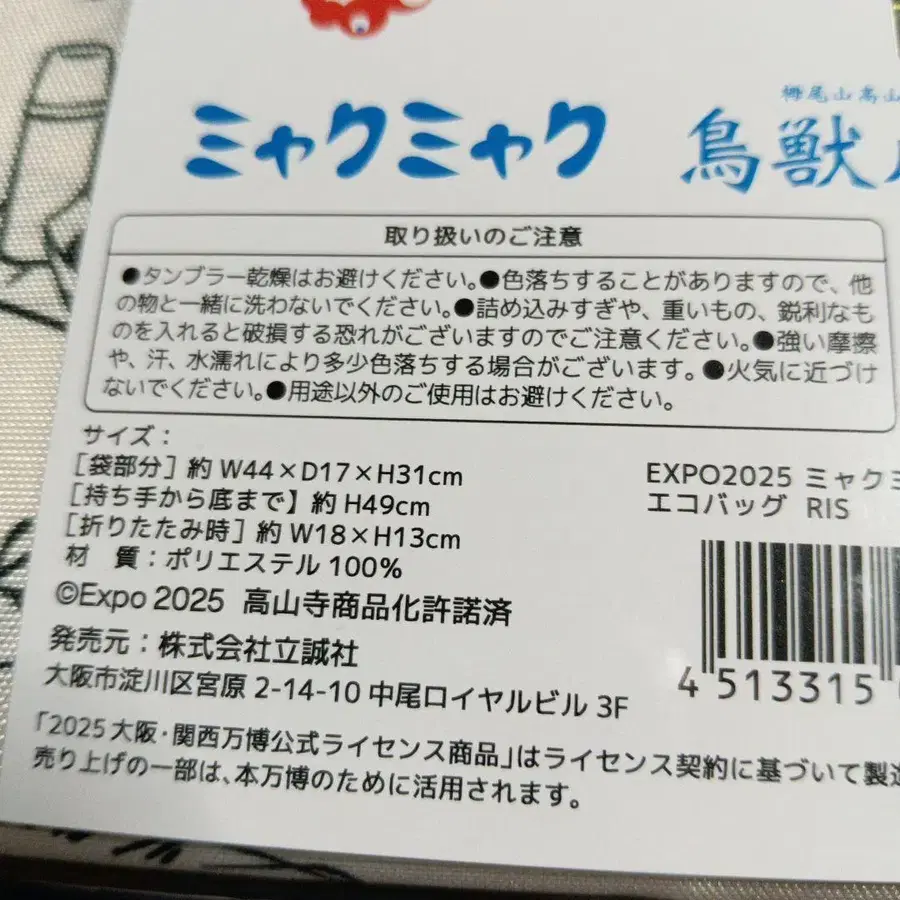 栂尾山高山
ミャクミャク 鳥獣
取り扱いのご注意
●タンブラー乾燥はお避けください。●色落ちすることがありますので、他
の物と一緒に洗わないでください。●詰め込みすぎや、重いもの、鋭利なも
のを入れると破損する恐れがございますのでご注意ください。●強い摩擦
や、汗、水濡れにより多少色落ちする場合がございます。●火気に近づけ
ないでください。●用途以外のご使用はお避けください。
サイズ：
［袋部分］約 W44×D17×H31cm
［持ち手から底まで］約 H49cm
［折りたたみ時］約 W18×H13cm
材 質：ポリエステル 100%
©Expo 2025 高山寺商品化許諾済
発売元：株式会社立誠社
大阪市淀川区宮原 2-14-10 中尾ロイヤルビル 3F
「2025大阪・関西万博公式ライセンス商品」はライセンス契約に基づいて製造
売り上げの一部は、本万博のために活用されます。
EXPO2025 ミャクミ
エコバッグ RIS
4 513315